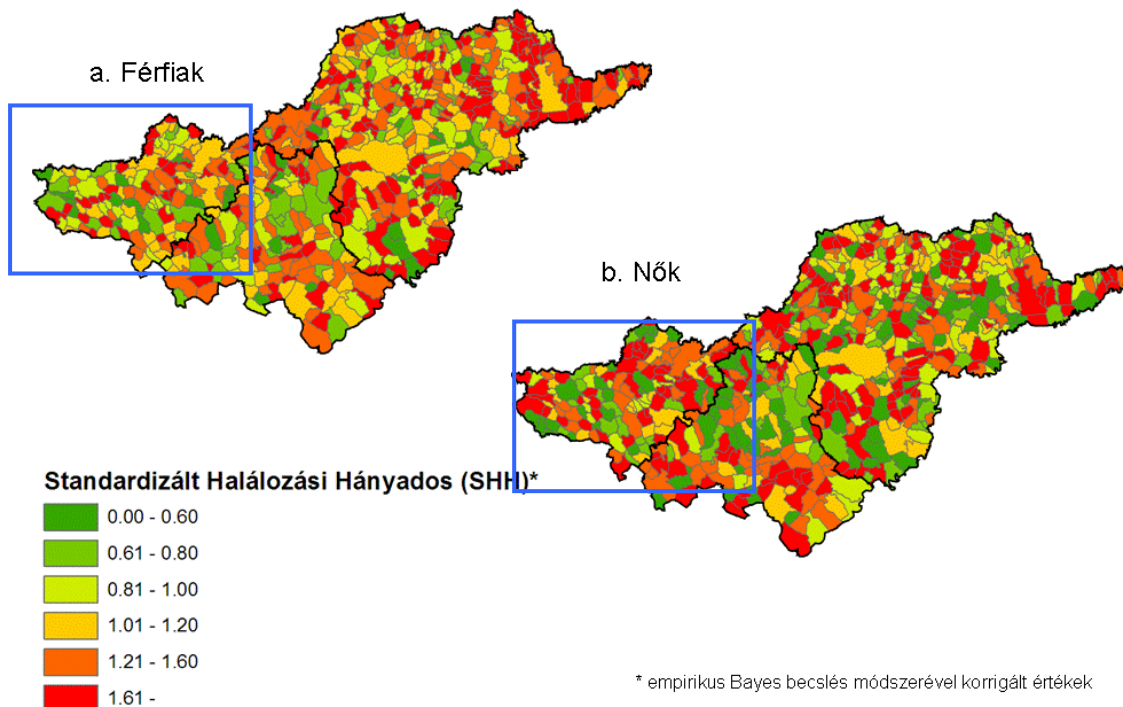 a. Férfiak
b. Nők
Standardizált Halálozási Hányados (SHH)*
0.00 - 0.60
0.61 - 0.80
0.81 - 1.00
1.01 - 1.20
1.21 - 1.60
1.61 -
* empirikus Bayes becslés módszerével korrigált értékek